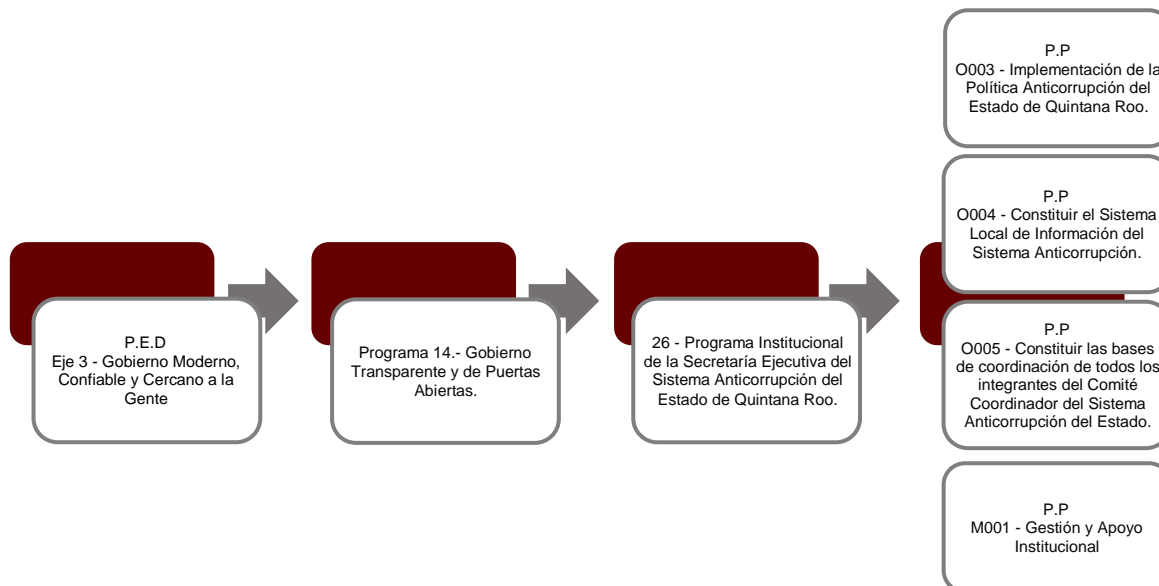 P.E.D
Eje 3 - Gobierno Moderno,
Confiable y Cercano a la
Gente
Programa 14.- Gobierno
Transparente y de Puertas
Abiertas.
26 - Programa Institucional
de la Secretaría Ejecutiva del
Sistema Anticorrupción del
Estado de Quintana Roo.
P.P
O003 - Implementación de la
Política Anticorrupción del
Estado de Quintana Roo.
P.P
O004 - Constituir el Sistema
Local de Información del
Sistema Anticorrupción.
P.P
O005 - Constituir las bases
de coordinación de todos los
integrantes del Comité
Coordinador del Sistema
Anticorrupción del Estado.
P.P
M001 - Gestión y Apoyo
Institucional